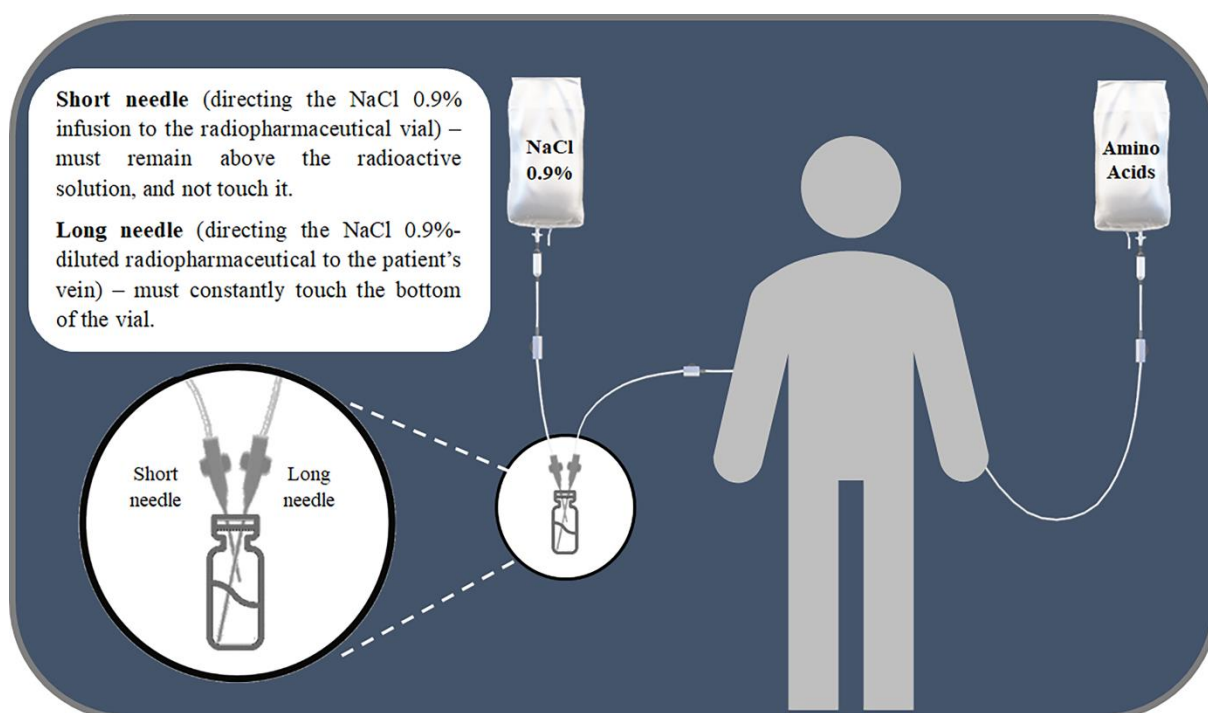 Short needle (directing the NaCl 0.9%
infusion to the radiopharmaceutical vial) –
must remain above the radioactive
solution, and not touch it.
Long needle (directing the NaCl 0.9%-
diluted radiopharmaceutical to the patient’s
vein) – must constantly touch the bottom
of the vial.
NaCl
0.9%
Amino
Acids
Short
needle
Long
needle